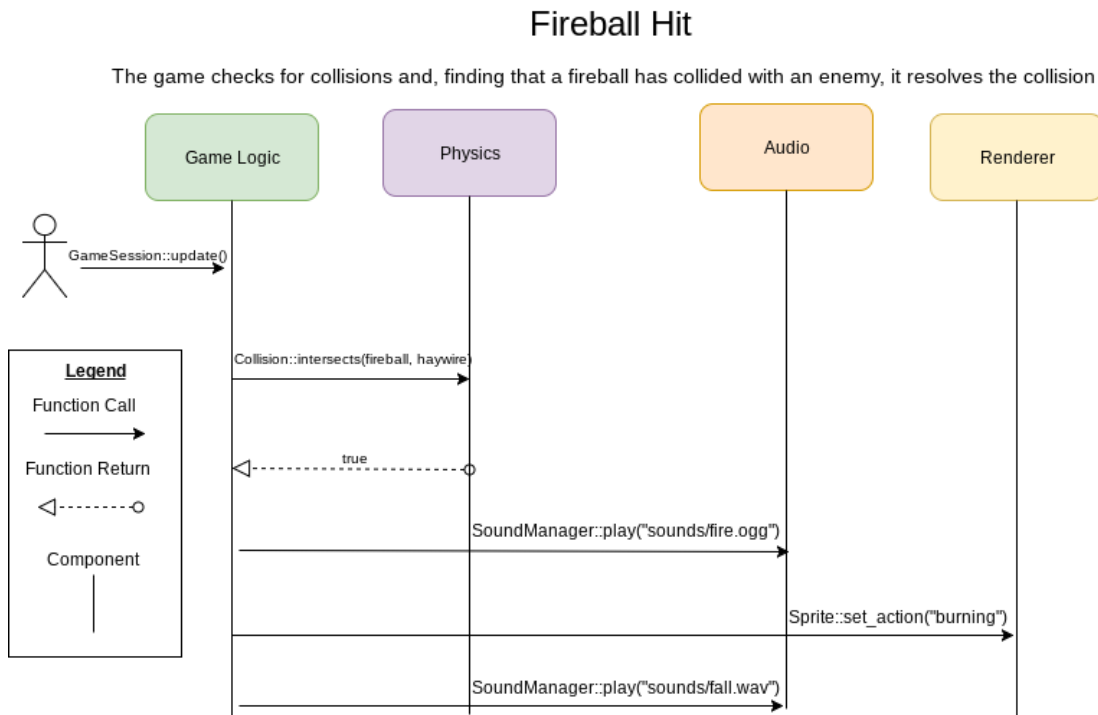 Fireball Hit
The game checks for collisions and, finding that a fireball has collided with an enemy, it resolves the collision
Game Logic
Physics
Audio
Renderer
GameSession::update()
Collision::intersects(fireball, haywire)
Legend
Function Call
Function Return
true
SoundManager::play("sounds/fire.ogg")
Component
Sprite::set_action("burning")
SoundManager::play("sounds/fall.wav")